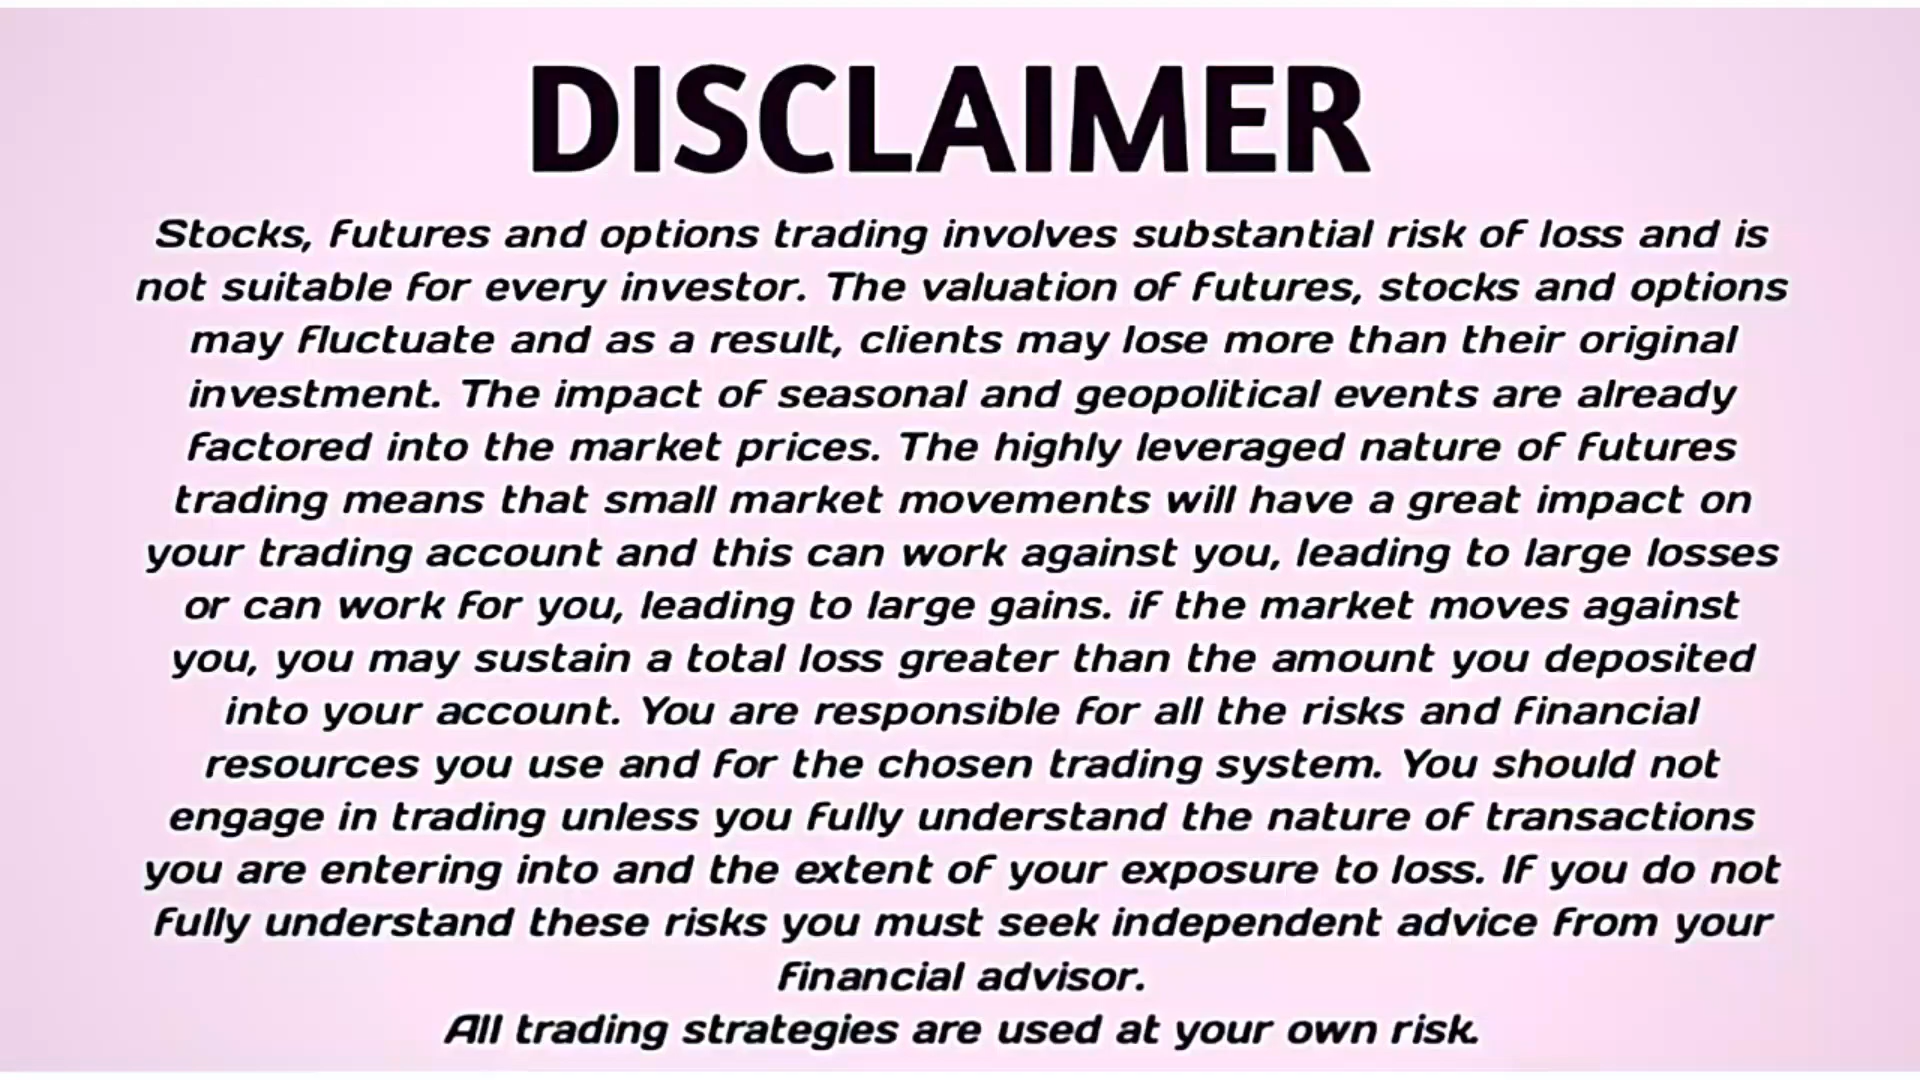 DISCLAIMER
Stocks, futures and options trading involves substantial risk of loss and is
not suitable for every investor. The valuation of futures, stocks and options
may fluctuate and as a result, clients may lose more than their original
investment. The impact of seasonal and geopolitical events are already
factored into the market prices. The highly leveraged nature of futures
trading means that small market movements will have a great impact on
your trading account and this can work against you, leading to large losses
or can work for you, leading to large gains. if the market moves against
you, you may sustain a total loss greater than the amount you deposited
into your account. You are responsible for all the risks and financial
resources you use and for the chosen trading system. You should not
engage in trading unless you fully understand the nature of transactions
you are entering into and the extent of your exposure to loss. If you do not
fully understand these risks you must seek independent advice from your
financial advisor.
All trading strategies are used at your own risk.